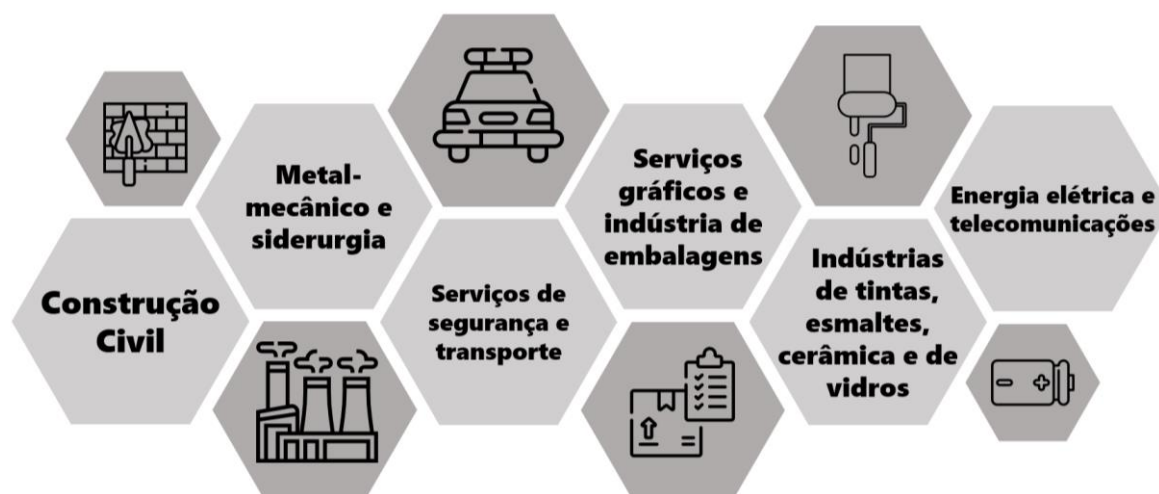 Construção
Civil
Metal-
mecânico e
siderurgia
Serviços de
segurança e
transporte
Serviços
gráficos e
indústria de
embalagens
Indústrias
de tintas,
esmaltes,
cerâmica e de
vidros
Energia elétrica e
telecomunicações